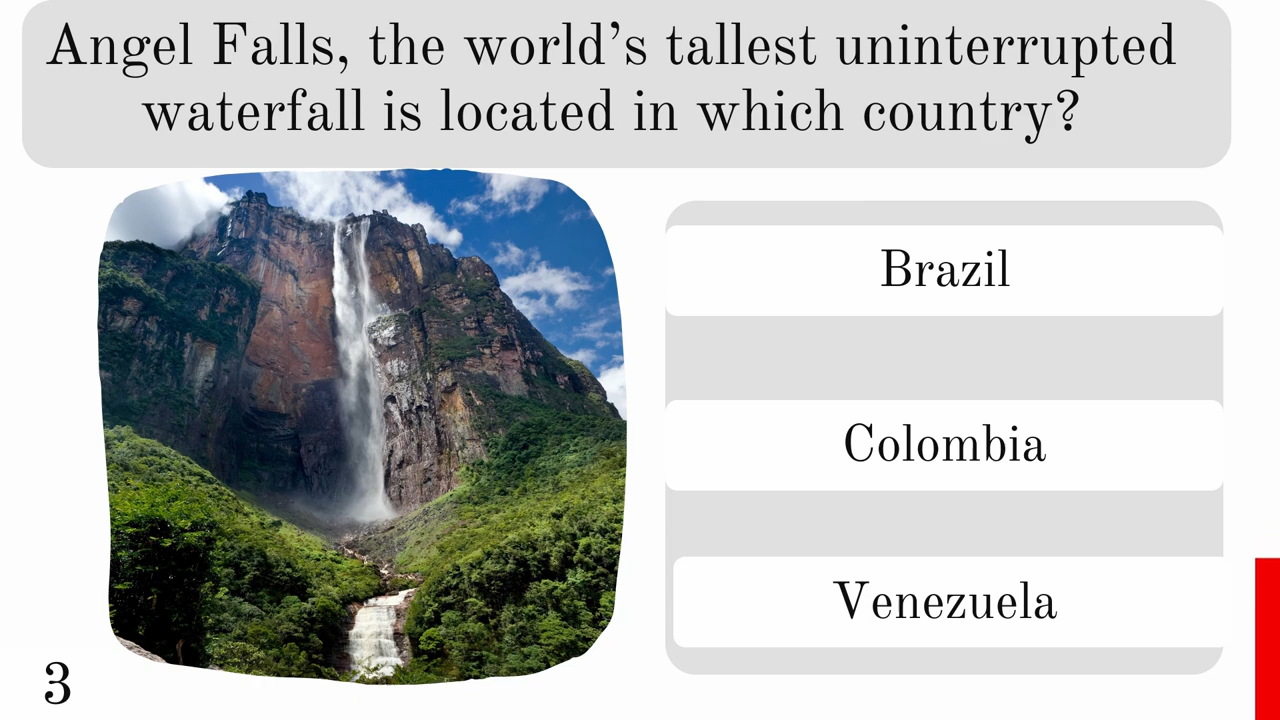 Angel Falls, the world’s tallest uninterrupted
waterfall is located in which country?
Brazil
Colombia
Venezuela
3